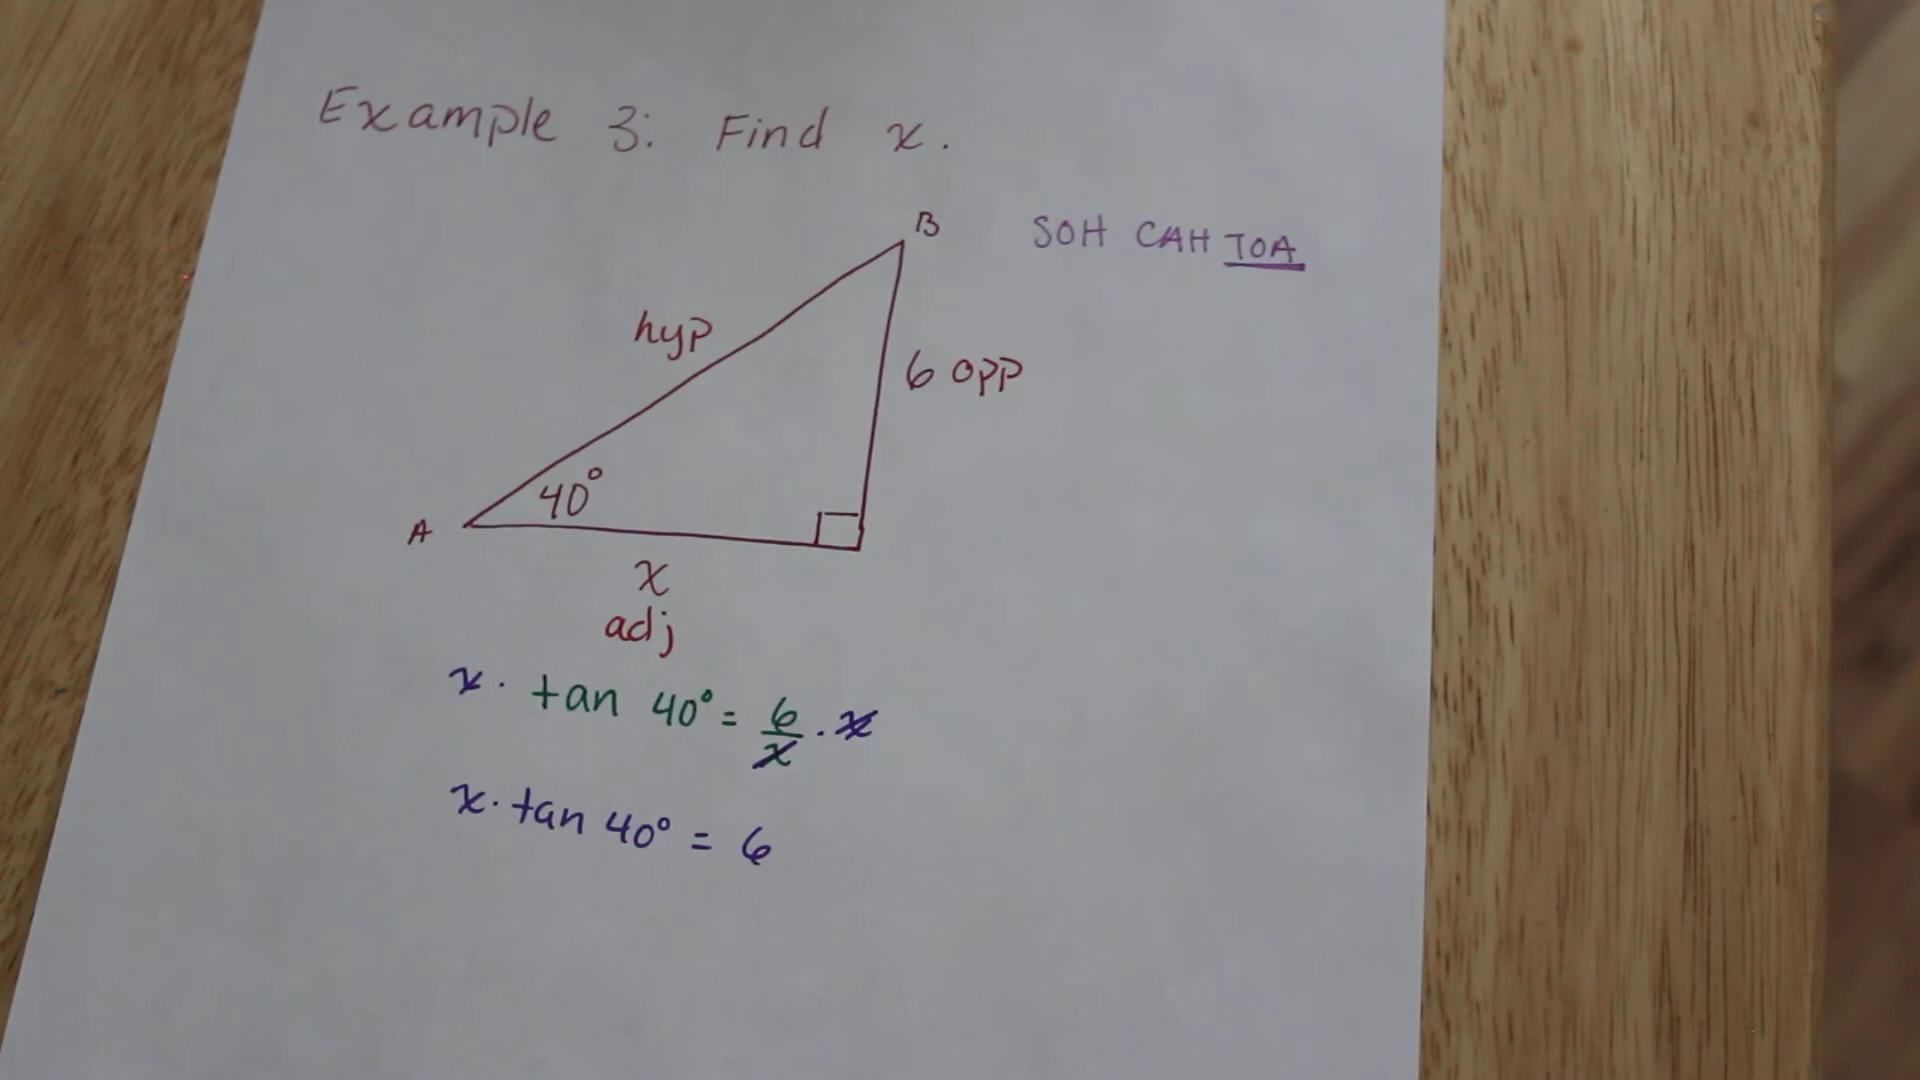 Example 3: Find x.
B
SOH CAH TOA
hyp
6 opp
40°
A
x
adj
x · tan 40° = 6/x · x
x · tan 40° = 6